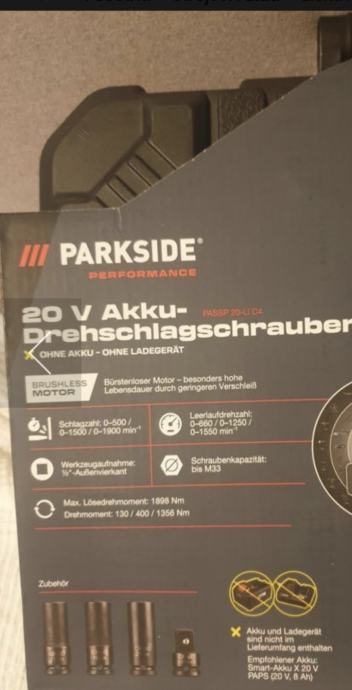 PARKSIDE®
PERFORMANCE
20 V Akku- PASSP 20-Li C4
Drehschlagschrauber
OHNE AKKU – OHNE LADEGERÄT
BRUSHLESS
MOTOR
Bürstenloser Motor – besonders hohe
Lebensdauer durch geringeren Verschleiß
Schlagzahl: 0–500 /
0–1500 / 0–1900 min⁻¹
Leerlaufdrehzahl:
0–660 / 0–1250 /
0–1550 min⁻¹
Werkzeugaufnahme:
½"-Außenvierkant
Schraubenkapazität:
bis M33
Max. Lösedrehmoment: 1898 Nm
Drehmoment: 130 / 400 / 1356 Nm
Zubehör
Akku und Ladegerät
sind nicht im
Lieferumfang enthalten
Empfohlener Akku:
Smart-Akku X 20 V
PAPS (20 V, 8 Ah)